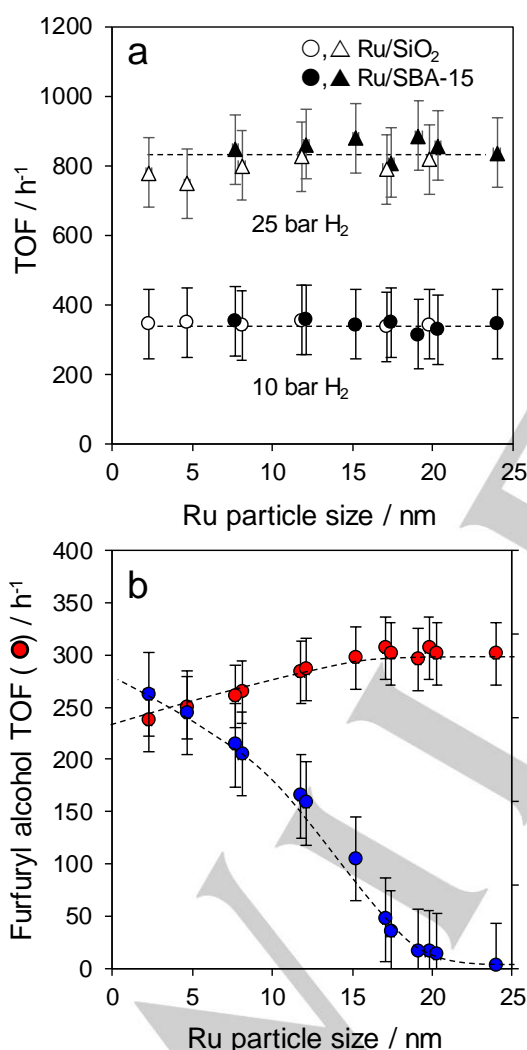 a
○, △ Ru/SiO₂
●, ▲ Ru/SBA-15
1200
1000
800
600
400
200
0
TOF / h⁻¹
25 bar H₂
10 bar H₂
0 5 10 15 20 25
Ru particle size / nm
b
400
350
300
250
200
150
100
50
0
Furfuryl alcohol TOF (●) / h⁻¹
0 5 10 15 20 25
Ru particle size / nm